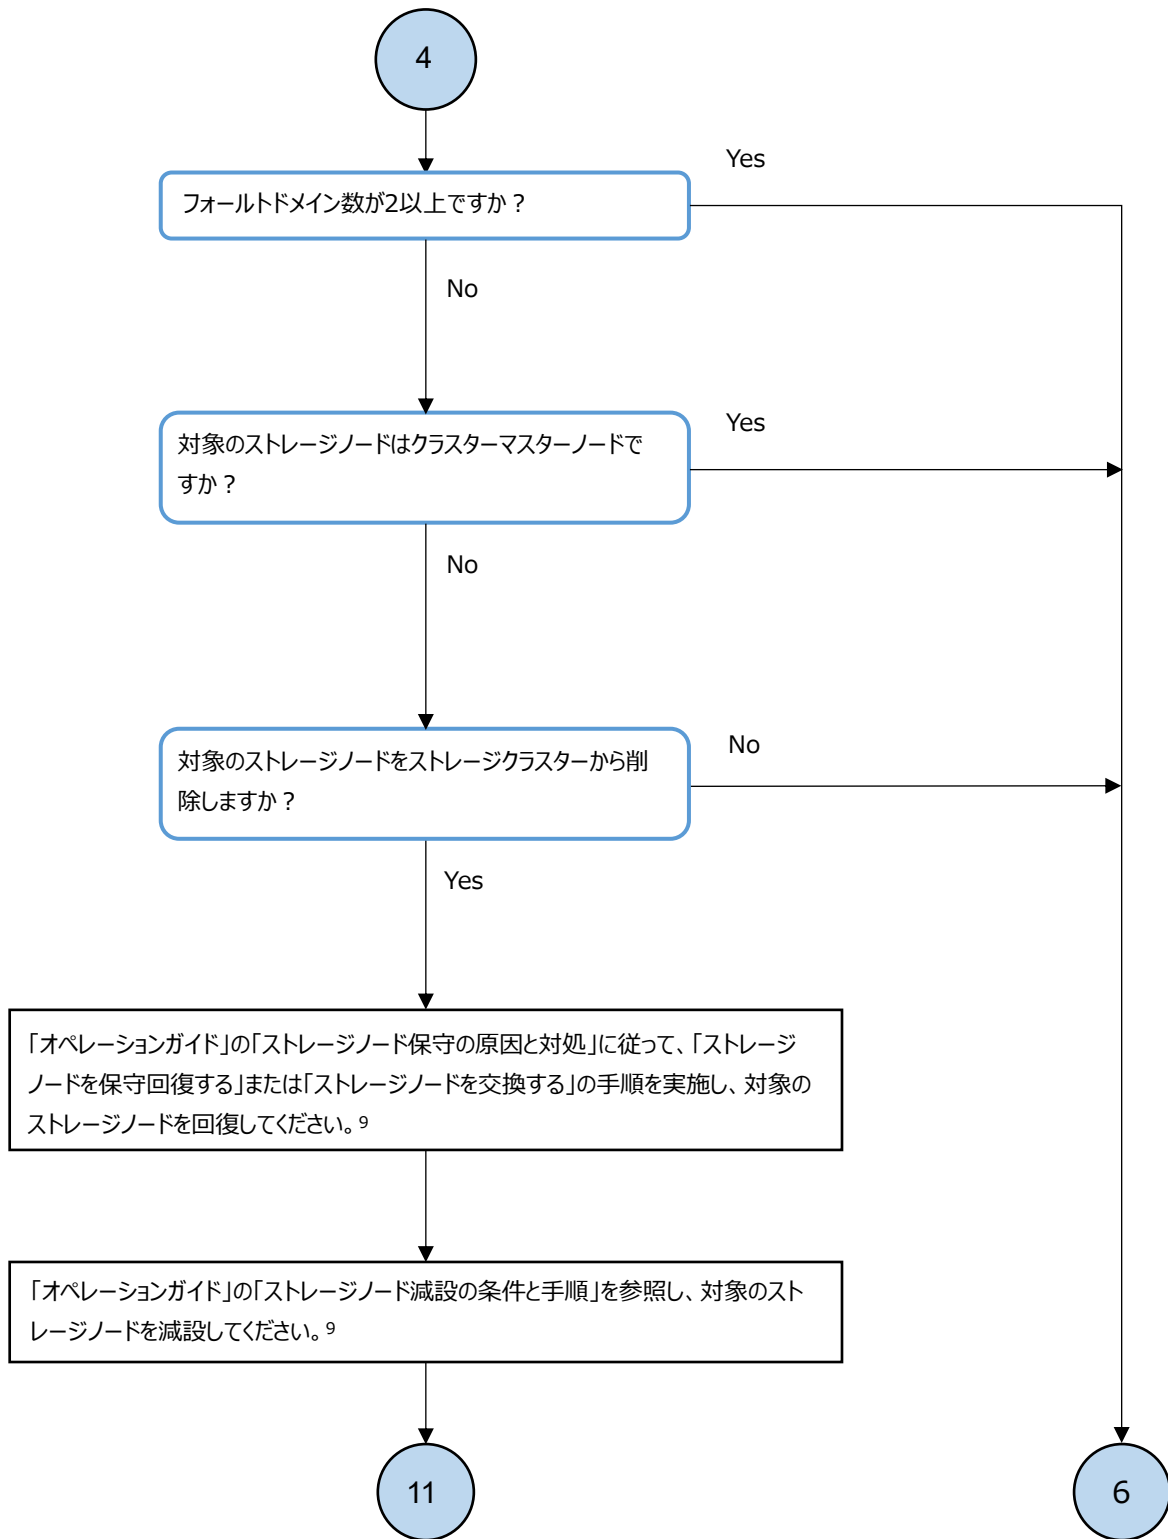 4
Yes
フォールトドメイン数が2以上ですか？
No
Yes
対象のストレージノードはクラスターマスターノードで
すか？
No
対象のストレージノードをストレージクラスターから削
除しますか？
No
Yes
「オペレーションガイド」の「ストレージノード保守の原因と対処」に従って、「ストレージ
ノードを保守回復する」または「ストレージノードを交換する」の手順を実施し、対象の
ストレージノードを回復してください。9
「オペレーションガイド」の「ストレージノード減設の条件と手順」を参照し、対象のスト
レージノードを減設してください。9
11
6